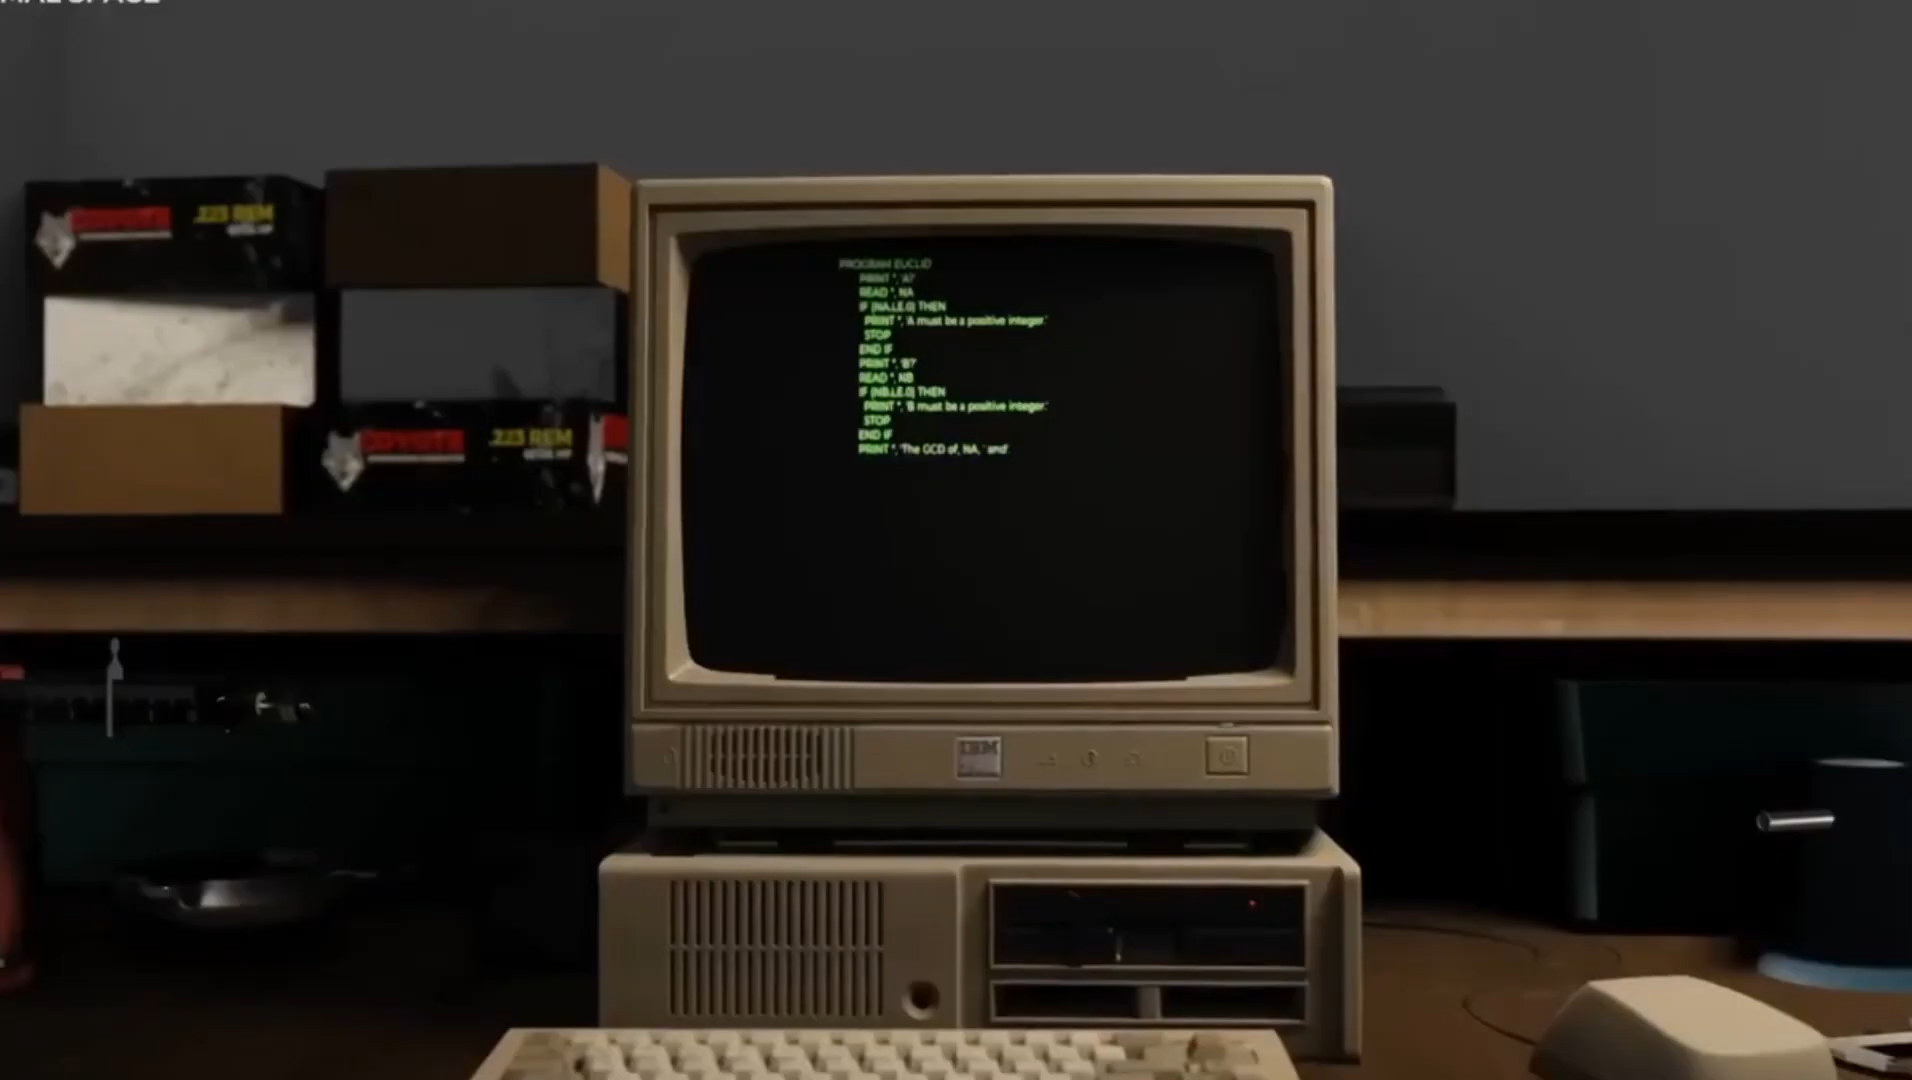 PROGRAM EUCLID
PRINT *, 'A?'
READ *, NA
IF (NA.LE.0) THEN
PRINT *, 'A must be a positive integer.'
STOP
END IF
PRINT *, 'B?'
READ *, NB
IF (NB.LE.0) THEN
PRINT *, 'B must be a positive integer.'
STOP
END IF
PRINT *, 'The GCD of, NA, ' and'
COYOTE
.223 REM
COYOTE
.223 REM
IBM